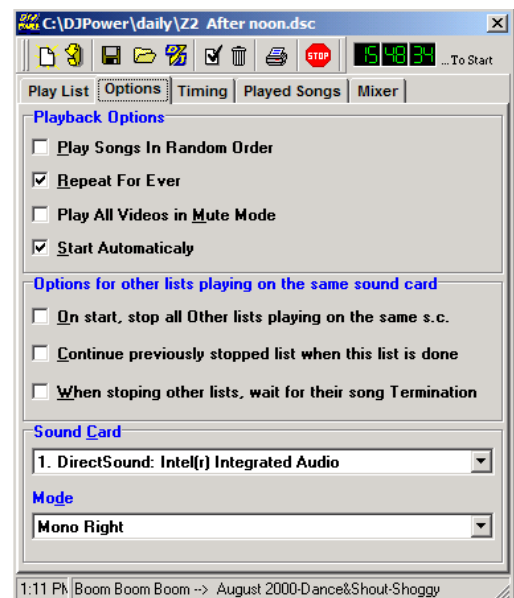 C:\DJPower\daily\Z2 After noon.dsc
STOP 15 48 34 ...To Start
Play List Options Timing Played Songs Mixer
Playback Options
Play Songs In Random Order
Repeat For Ever
Play All Videos in Mute Mode
Start Automaticaly
Options for other lists playing on the same sound card
On start, stop all Other lists playing on the same s.c.
Continue previously stopped list when this list is done
When stoping other lists, wait for their song Termination
Sound Card
1. DirectSound: Intel(r) Integrated Audio
Mode
Mono Right
1:11 PM Boom Boom Boom --> August 2000-Dance&Shout-Shoggy